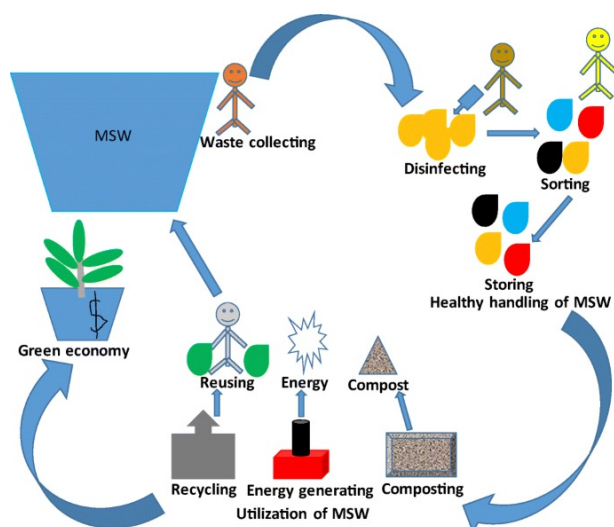 MSW
Waste collecting
Disinfecting
Sorting
Storing
Healthy handling of MSW
$
Green economy
Reusing
Energy
Compost
Recycling
Energy generating
Composting
Utilization of MSW